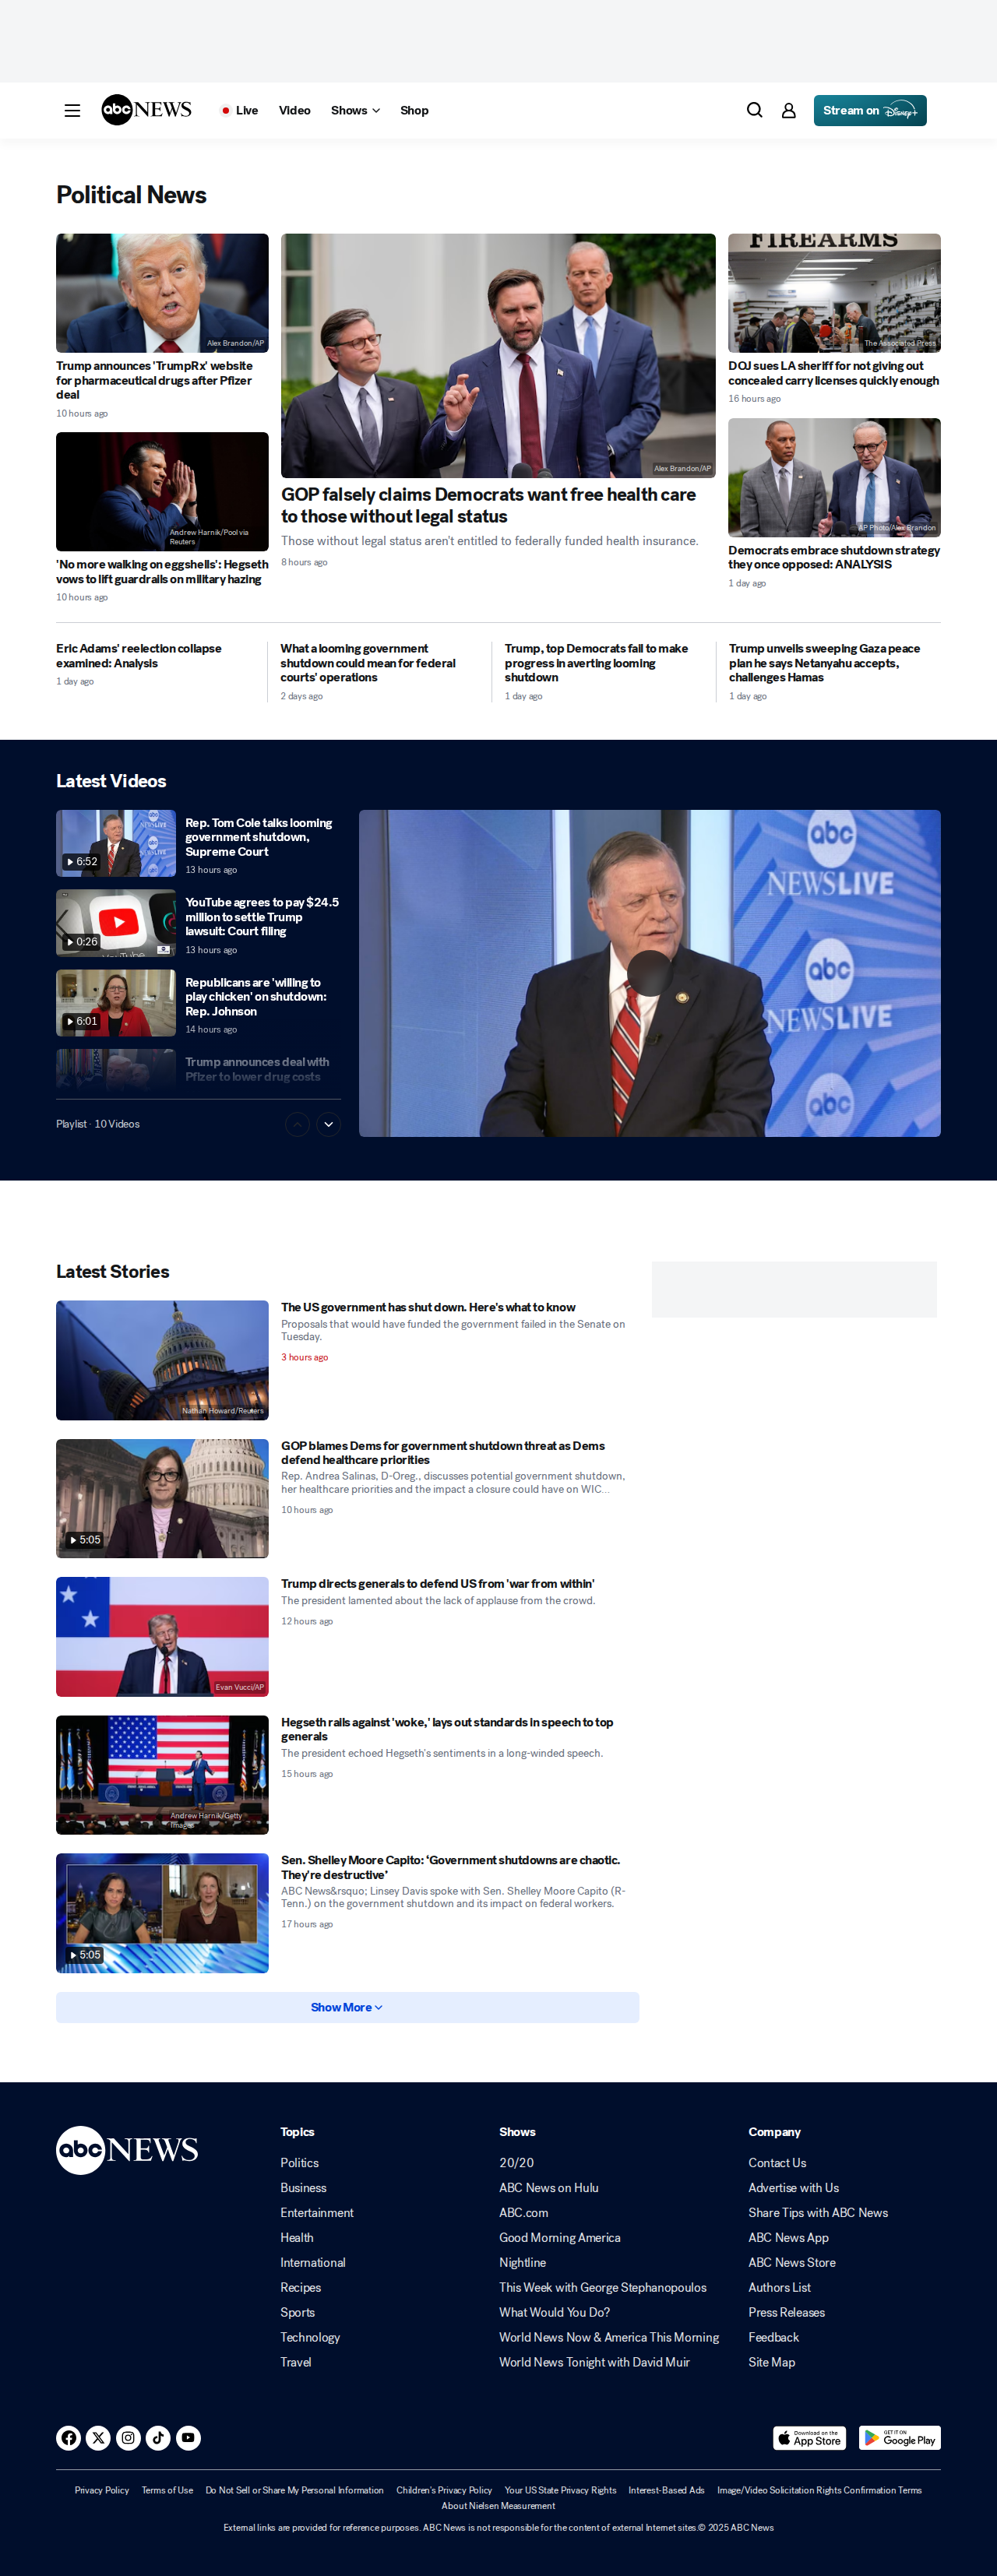 abc NEWS
Live
Video
Shows
Shop
Stream on Disney+
Political News
Alex Brandon/AP
Trump announces 'TrumpRx' website
for pharmaceutical drugs after Pfizer
deal
10 hours ago
Andrew Harnik/Pool via
Reuters
'No more walking on eggshells': Hegseth
vows to lift guardrails on military hazing
10 hours ago
Alex Brandon/AP
GOP falsely claims Democrats want free health care
to those without legal status
Those without legal status aren't entitled to federally funded health insurance.
8 hours ago
FIREARMS
The Associated Press
DOJ sues LA sheriff for not giving out
concealed carry licenses quickly enough
16 hours ago
AP Photo/Alex Brandon
Democrats embrace shutdown strategy
they once opposed: ANALYSIS
1 day ago
Eric Adams' reelection collapse
examined: Analysis
1 day ago
What a looming government
shutdown could mean for federal
courts' operations
2 days ago
Trump, top Democrats fail to make
progress in averting looming
shutdown
1 day ago
Trump unveils sweeping Gaza peace
plan he says Netanyahu accepts,
challenges Hamas
1 day ago
Latest Videos
6:52
Rep. Tom Cole talks looming
government shutdown,
Supreme Court
13 hours ago
0:26
YouTube agrees to pay $24.5
million to settle Trump
lawsuit: Court filing
13 hours ago
6:01
Republicans are 'willing to
play chicken' on shutdown:
Rep. Johnson
14 hours ago
Trump announces deal with
Pfizer to lower drug costs
Playlist · 10 Videos
abc
NEWS LIVE
abc
NEWS LIVE
abc
Latest Stories
Nathan Howard/Reuters
The US government has shut down. Here's what to know
Proposals that would have funded the government failed in the Senate on
Tuesday.
3 hours ago
5:05
GOP blames Dems for government shutdown threat as Dems
defend healthcare priorities
Rep. Andrea Salinas, D-Oreg., discusses potential government shutdown,
her healthcare priorities and the impact a closure could have on WIC...
10 hours ago
Evan Vucci/AP
Trump directs generals to defend US from 'war from within'
The president lamented about the lack of applause from the crowd.
12 hours ago
Andrew Harnik/Getty
Images
Hegseth rails against 'woke,' lays out standards in speech to top
generals
The president echoed Hegseth's sentiments in a long-winded speech.
15 hours ago
5:05
Sen. Shelley Moore Capito: ‘Government shutdowns are chaotic.
They're destructive’
ABC News&rsquo; Linsey Davis spoke with Sen. Shelley Moore Capito (R-
Tenn.) on the government shutdown and its impact on federal workers.
17 hours ago
Show More
abc NEWS
Topics
Politics
Business
Entertainment
Health
International
Recipes
Sports
Technology
Travel
Shows
20/20
ABC News on Hulu
ABC.com
Good Morning America
Nightline
This Week with George Stephanopoulos
What Would You Do?
World News Now & America This Morning
World News Tonight with David Muir
Company
Contact Us
Advertise with Us
Share Tips with ABC News
ABC News App
ABC News Store
Authors List
Press Releases
Feedback
Site Map
Download on the
App Store
GET IT ON
Google Play
Privacy Policy Terms of Use Do Not Sell or Share My Personal Information Children's Privacy Policy Your US State Privacy Rights Interest-Based Ads Image/Video Solicitation Rights Confirmation Terms
About Nielsen Measurement
External links are provided for reference purposes. ABC News is not responsible for the content of external Internet sites.© 2025 ABC News